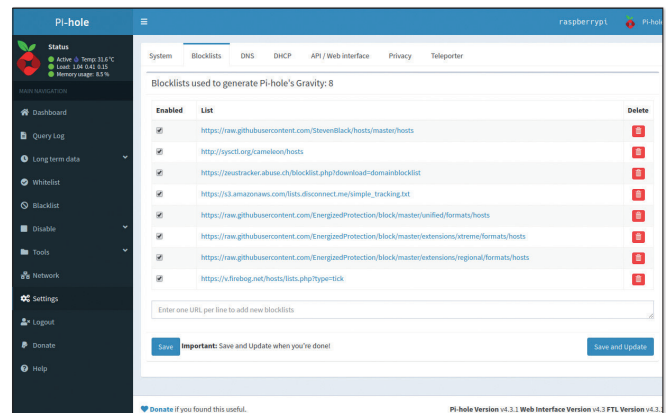 Pi-hole
raspberrypi
Pi-hole
Status
Active Temp: 31.6 °C
Load: 1.04 0.41 0.15
Memory usage: 8.5 %
MAIN NAVIGATION
Dashboard
Query Log
Long term data
Whitelist
Blacklist
Disable
Tools
Network
Settings
Logout
Donate
Help
System Blocklists DNS DHCP API / Web interface Privacy Teleporter
Blocklists used to generate Pi-hole's Gravity: 8
Enabled List Delete
https://raw.githubusercontent.com/StevenBlack/hosts/master/hosts
http://sysctl.org/cameleon/hosts
https://zeustracker.abuse.ch/blocklist.php?download=domainblocklist
https://s3.amazonaws.com/lists.disconnect.me/simple_tracking.txt
https://raw.githubusercontent.com/EnergizedProtection/block/master/unified/formats/hosts
https://raw.githubusercontent.com/EnergizedProtection/block/master/extensions/xtreme/formats/hosts
https://raw.githubusercontent.com/EnergizedProtection/block/master/extensions/regional/formats/hosts
https://v.firebog.net/hosts/lists.php?type=tick
Enter one URL per line to add new blocklists
Save Important: Save and Update when you're done! Save and Update
Donate if you found this useful. Pi-hole Version v4.3.1 Web Interface Version v4.3 FTL Version v4.3.1